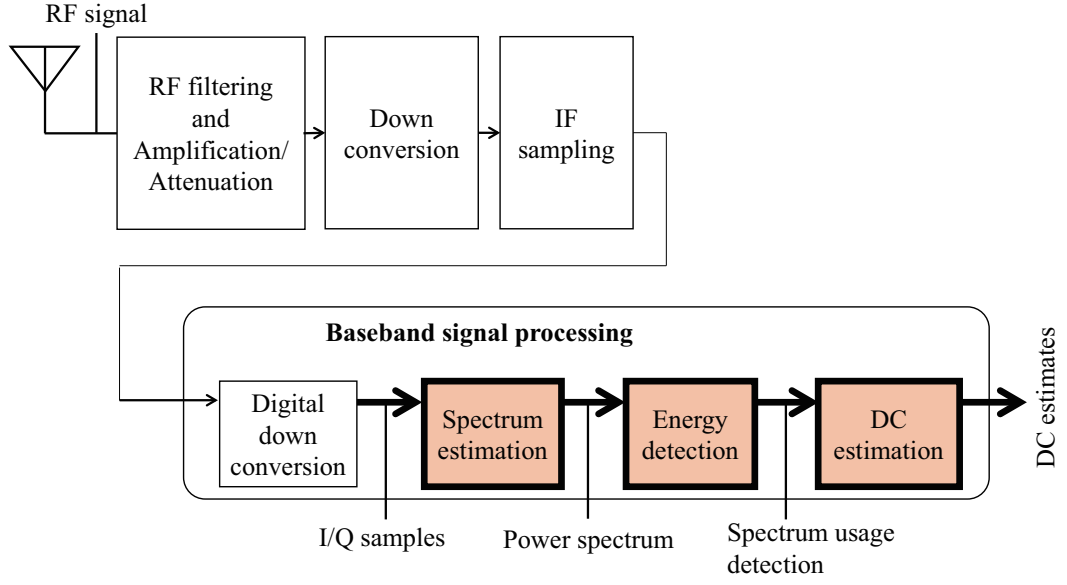 RF signal
RF filtering
and
Amplification/
Attenuation
Down
conversion
IF
sampling
Baseband signal processing
Digital
down
conversion
Spectrum
estimation
Energy
detection
DC
estimation
DC estimates
I/Q samples
Power spectrum
Spectrum usage
detection